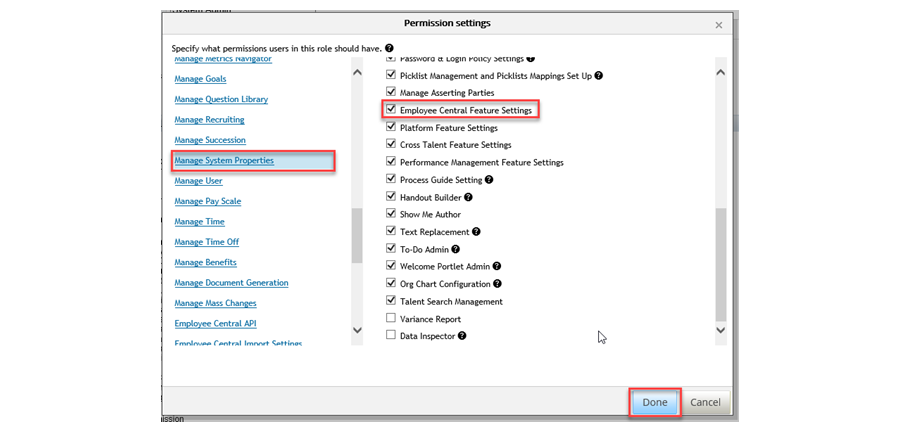 System Admin
Permission settings
×
Specify what permissions users in this role should have.
Manage Metrics Navigator
Manage Goals
Manage Question Library
Manage Recruiting
Manage Succession
Manage System Properties
Manage User
Manage Pay Scale
Manage Time
Manage Time Off
Manage Benefits
Manage Document Generation
Manage Mass Changes
Employee Central API
Employee Central Import Settings
Password & Login Policy Settings
Picklist Management and Picklists Mappings Set Up
Manage Asserting Parties
Employee Central Feature Settings
Platform Feature Settings
Cross Talent Feature Settings
Performance Management Feature Settings
Process Guide Setting
Handout Builder
Show Me Author
Text Replacement
To-Do Admin
Welcome Portlet Admin
Org Chart Configuration
Talent Search Management
Variance Report
Data Inspector
Done
Cancel
mission